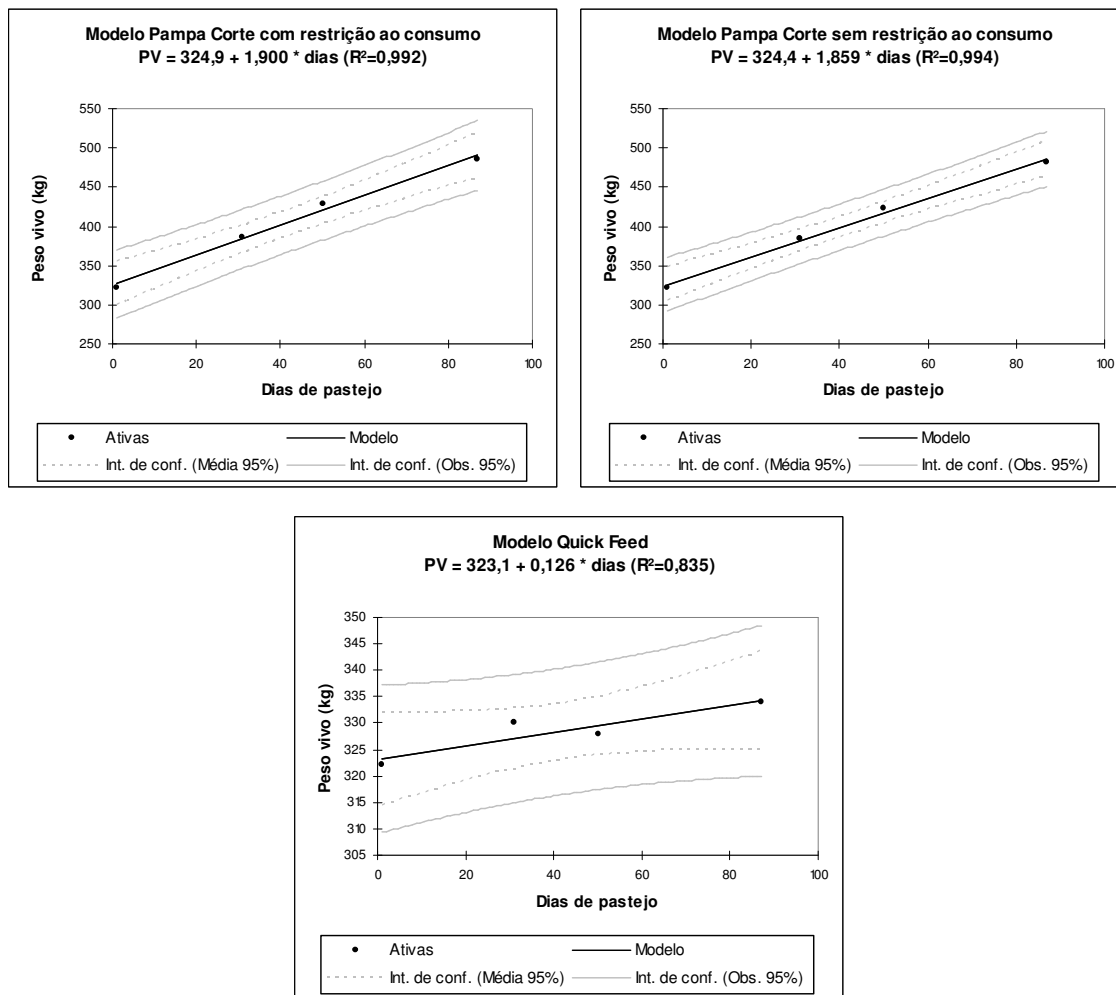 Modelo Pampa Corte com restrição ao consumo
PV = 324,9 + 1,900 * dias (R²=0,992)
550
500
450
400
350
300
250
Peso vivo (kg)
0 20 40 60 80 100
Dias de pastejo
Ativas Modelo
Int. de conf. (Média 95%) Int. de conf. (Obs. 95%)
Modelo Pampa Corte sem restrição ao consumo
PV = 324,4 + 1,859 * dias (R²=0,994)
550
500
450
400
350
300
250
Peso vivo (kg)
0 20 40 60 80 100
Dias de pastejo
Ativas Modelo
Int. de conf. (Média 95%) Int. de conf. (Obs. 95%)
Modelo Quick Feed
PV = 323,1 + 0,126 * dias (R²=0,835)
350
345
340
335
330
325
320
315
310
305
Peso vivo (kg)
0 20 40 60 80 100
Dias de pastejo
Ativas Modelo
Int. de conf. (Média 95%) Int. de conf. (Obs. 95%)